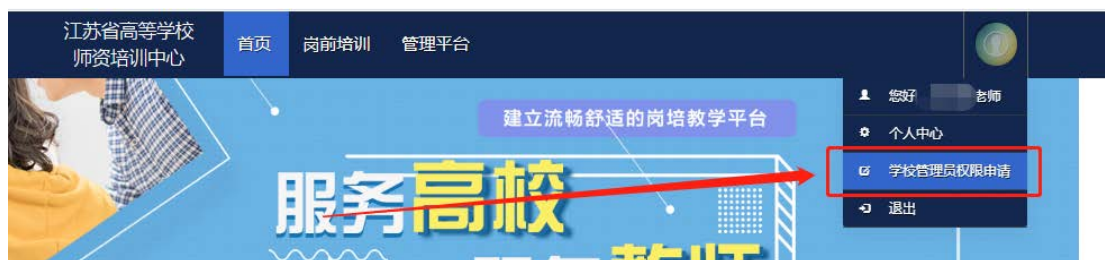 江苏省高等学校
师资培训中心
首页 岗前培训 管理平台
您好 老师
建立流畅舒适的岗培教学平台
个人中心
学校管理员权限申请
服务高校
退出
教师